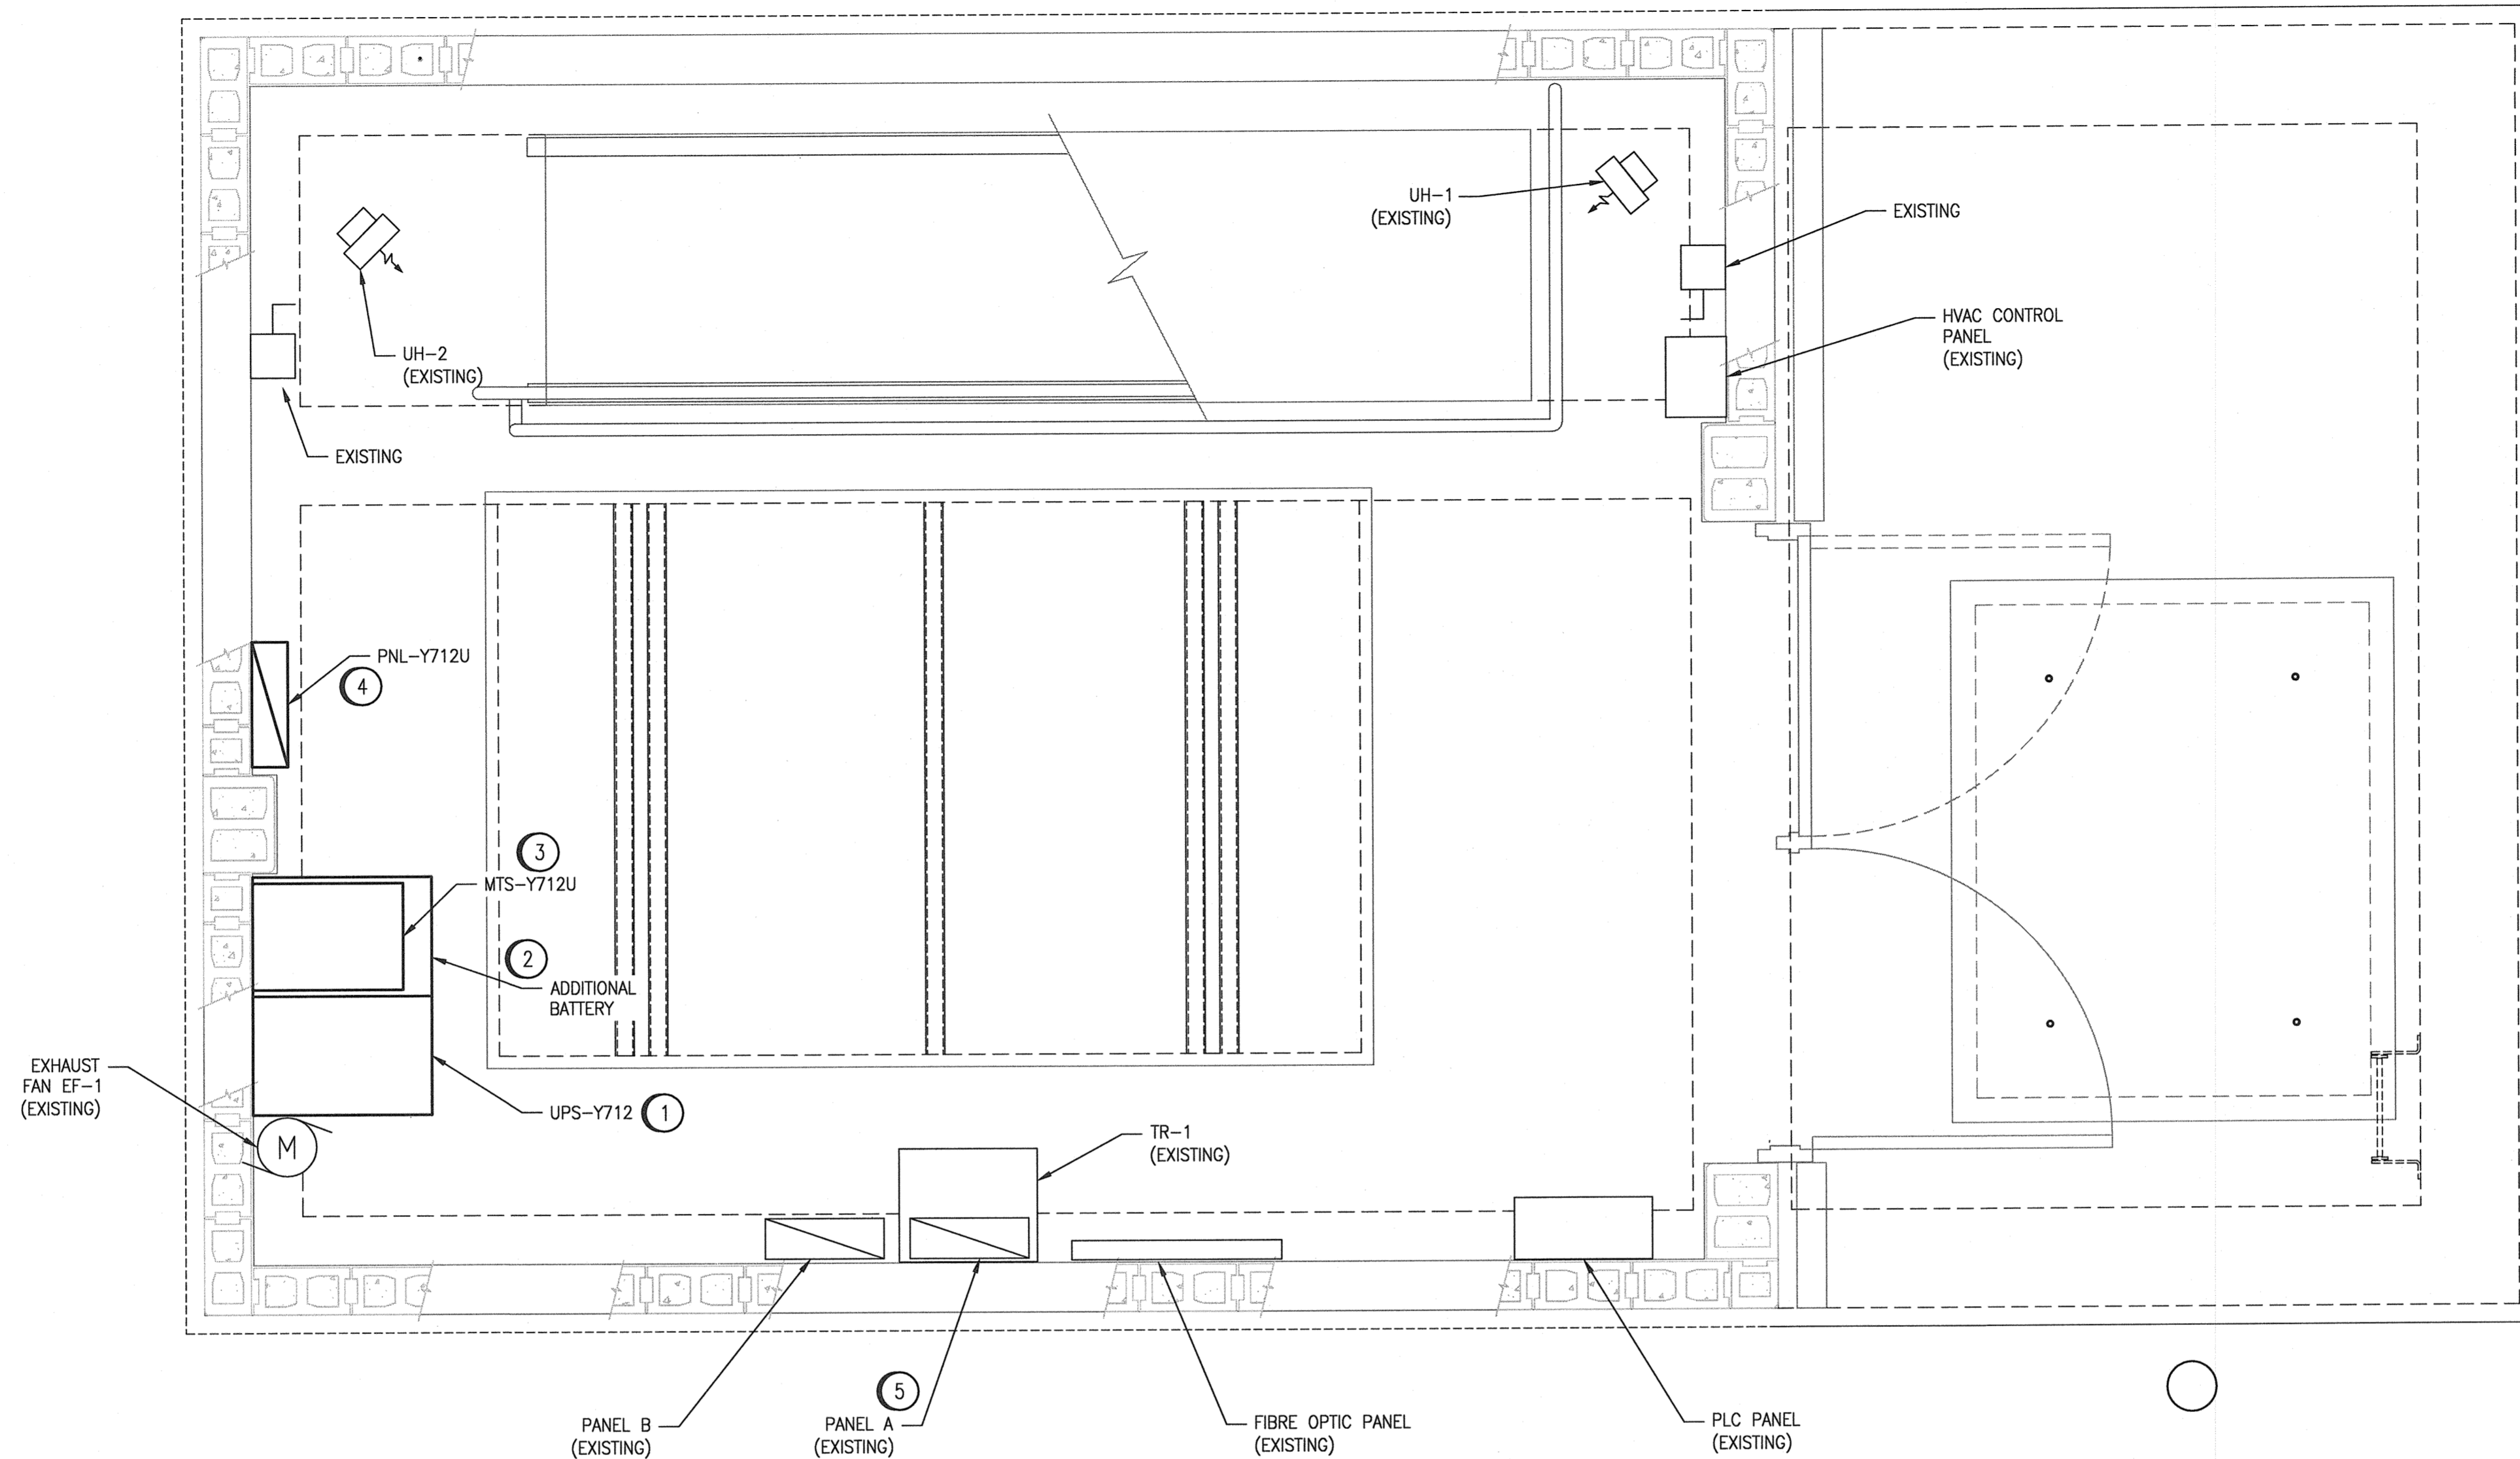 UH-1
(EXISTING)
EXISTING
HVAC CONTROL
PANEL
(EXISTING)
UH-2
(EXISTING)
EXISTING
PNL-Y712U
4
3
MTS-Y712U
2
ADDITIONAL
BATTERY
EXHAUST
FAN EF-1
(EXISTING)
UPS-Y712 1
M
TR-1
(EXISTING)
5
PANEL B
(EXISTING)
PANEL A
(EXISTING)
FIBRE OPTIC PANEL
(EXISTING)
PLC PANEL
(EXISTING)